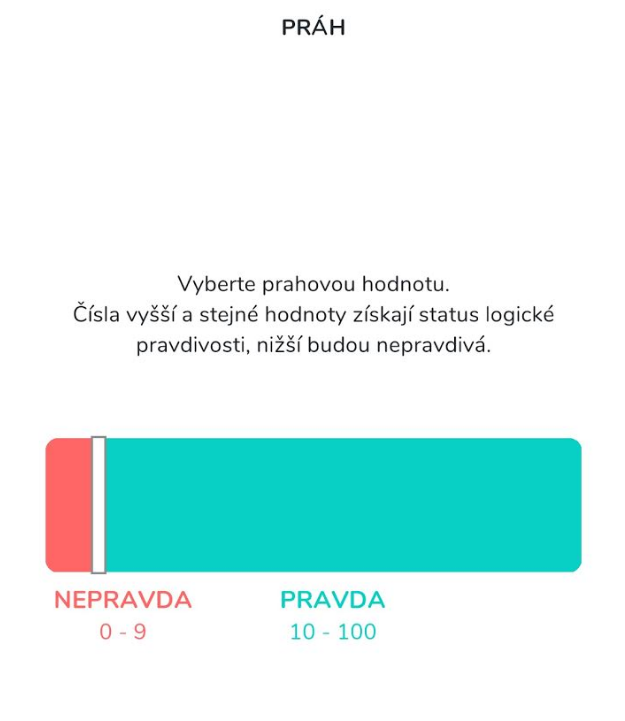 PRÁH
Vyberte prahovou hodnotu.
Čísla vyšší a stejné hodnoty získají status logické
pravdivosti, nižší budou nepravdivá.
NEPRAVDA
0 - 9
PRAVDA
10 - 100